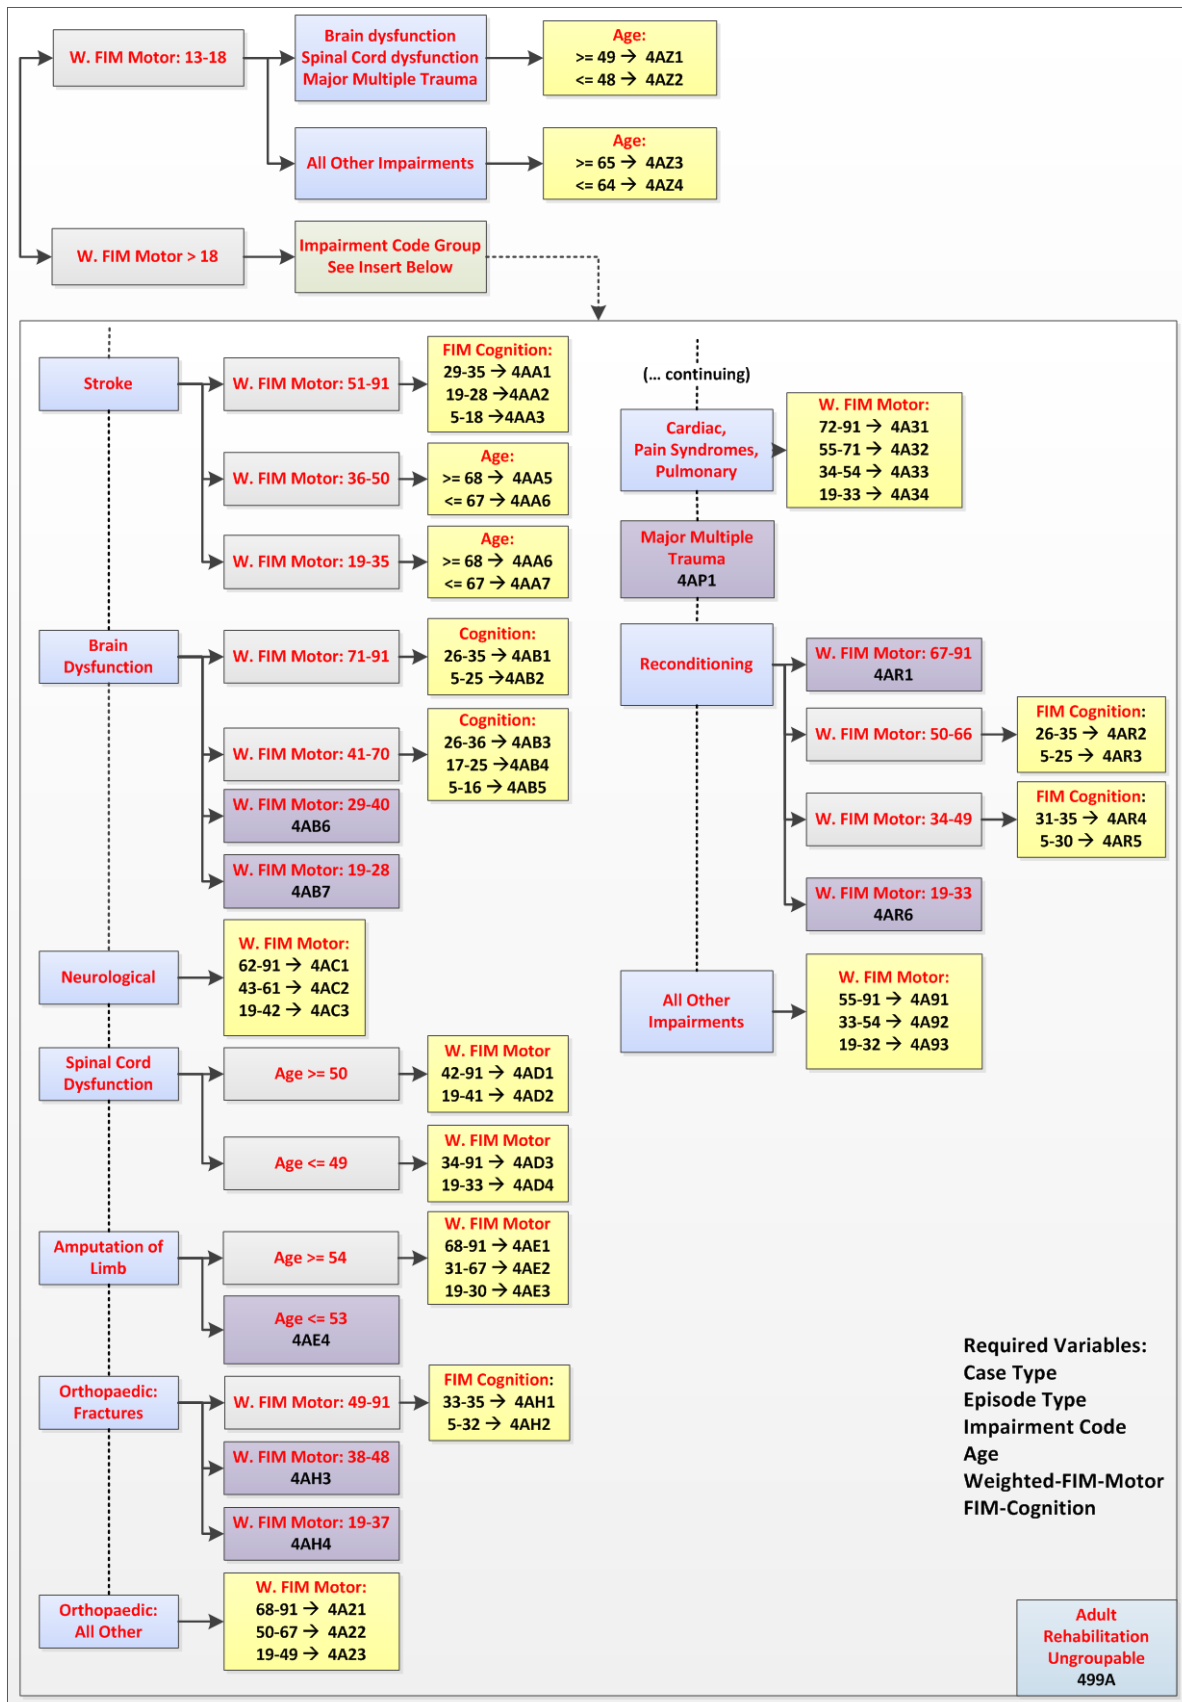 W. FIM Motor: 13-18
Brain dysfunction
Spinal Cord dysfunction
Major Multiple Trauma
Age:
>= 49 → 4AZ1
<= 48 → 4AZ2
All Other Impairments
Age:
>= 65 → 4AZ3
<= 64 → 4AZ4
W. FIM Motor > 18
Impairment Code Group
See Insert Below
Stroke
W. FIM Motor: 51-91
FIM Cognition:
29-35 → 4AA1
19-28 →4AA2
5-18 →4AA3
W. FIM Motor: 36-50
Age:
>= 68 → 4AA5
<= 67 → 4AA6
W. FIM Motor: 19-35
Age:
>= 68 → 4AA6
<= 67 → 4AA7
Brain
Dysfunction
W. FIM Motor: 71-91
Cognition:
26-35 → 4AB1
5-25 →4AB2
W. FIM Motor: 41-70
Cognition:
26-36 → 4AB3
17-25 →4AB4
5-16 → 4AB5
W. FIM Motor: 29-40
4AB6
W. FIM Motor: 19-28
4AB7
Neurological
W. FIM Motor:
62-91 → 4AC1
43-61 → 4AC2
19-42 → 4AC3
Spinal Cord
Dysfunction
Age >= 50
W. FIM Motor
42-91 → 4AD1
19-41 → 4AD2
Age <= 49
W. FIM Motor
34-91 → 4AD3
19-33 → 4AD4
Amputation of
Limb
Age >= 54
W. FIM Motor
68-91 → 4AE1
31-67 → 4AE2
19-30 → 4AE3
Age <= 53
4AE4
Orthopaedic:
Fractures
W. FIM Motor: 49-91
FIM Cognition:
33-35 → 4AH1
5-32 → 4AH2
W. FIM Motor: 38-48
4AH3
W. FIM Motor: 19-37
4AH4
Orthopaedic:
All Other
W. FIM Motor:
68-91 → 4A21
50-67 → 4A22
19-49 → 4A23
(... continuing)
Cardiac,
Pain Syndromes,
Pulmonary
W. FIM Motor:
72-91 → 4A31
55-71 → 4A32
34-54 → 4A33
19-33 → 4A34
Major Multiple
Trauma
4AP1
Reconditioning
W. FIM Motor: 67-91
4AR1
W. FIM Motor: 50-66
FIM Cognition:
26-35 → 4AR2
5-25 → 4AR3
W. FIM Motor: 34-49
FIM Cognition:
31-35 → 4AR4
5-30 → 4AR5
W. FIM Motor: 19-33
4AR6
All Other
Impairments
W. FIM Motor:
55-91 → 4A91
33-54 → 4A92
19-32 → 4A93
Required Variables:
Case Type
Episode Type
Impairment Code
Age
Weighted-FIM-Motor
FIM-Cognition
Adult
Rehabilitation
Ungroupable
499A